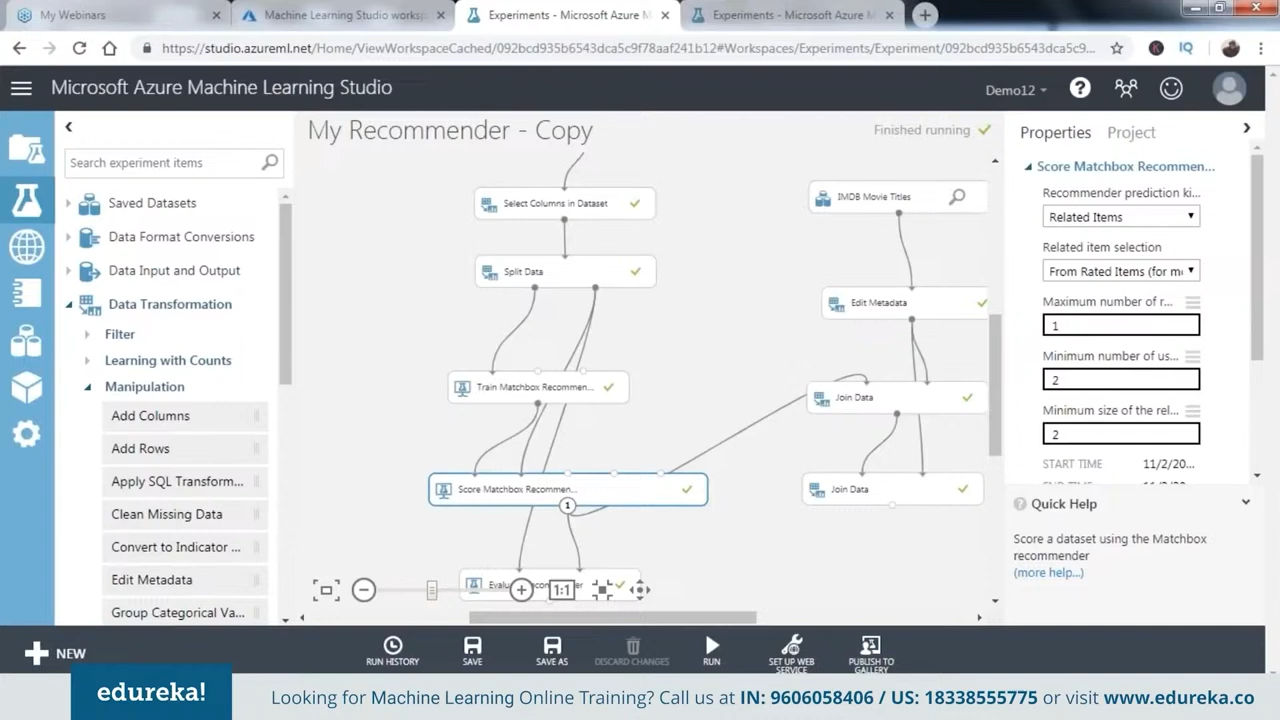 My Webinars
Machine Learning Studio worksp
Experiments - Microsoft Azure M
Experiments - Microsoft Azure M
https://studio.azureml.net/Home/ViewWorkspaceCached/092bcd935b6543dca5c9f78aaf241b12#Workspaces/Experiments/Experiment/092bcd935b6543dca5c9...
K
IQ
Microsoft Azure Machine Learning Studio
Demo12
Search experiment items
Saved Datasets
Data Format Conversions
Data Input and Output
Data Transformation
Filter
Learning with Counts
Manipulation
Add Columns
Add Rows
Apply SQL Transform...
Clean Missing Data
Convert to Indicator ...
Edit Metadata
Group Categorical Va...
My Recommender - Copy
Finished running
Select Columns in Dataset
Split Data
Train Matchbox Recommen...
Score Matchbox Recommen...
1
IMDB Movie Titles
Edit Metadata
Join Data
Join Data
1:1
Properties
Project
Score Matchbox Recommen...
Recommender prediction ki...
Related Items
Related item selection
From Rated Items (for m
Maximum number of r...
1
Minimum number of us...
2
Minimum size of the rel...
2
START TIME 11/2/20...
Quick Help
Score a dataset using the Matchbox
recommender
(more help...)
NEW
RUN HISTORY
SAVE
SAVE AS
DISCARD CHANGES
RUN
SET UP WEB
SERVICE
PUBLISH TO
GALLERY
edureka!
Looking for Machine Learning Online Training? Call us at IN: 9606058406 / US: 18338555775 or visit www.edureka.co